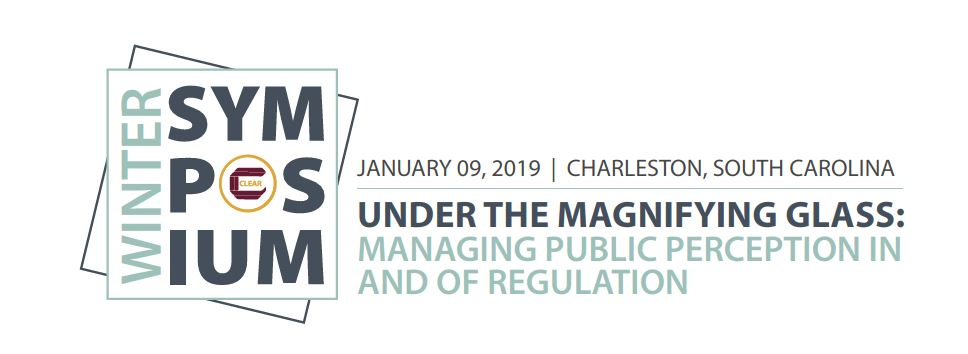 WINTER
SYM
POS
CLEAR
IUM
JANUARY 09, 2019 | CHARLESTON, SOUTH CAROLINA
UNDER THE MAGNIFYING GLASS:
MANAGING PUBLIC PERCEPTION IN
AND OF REGULATION